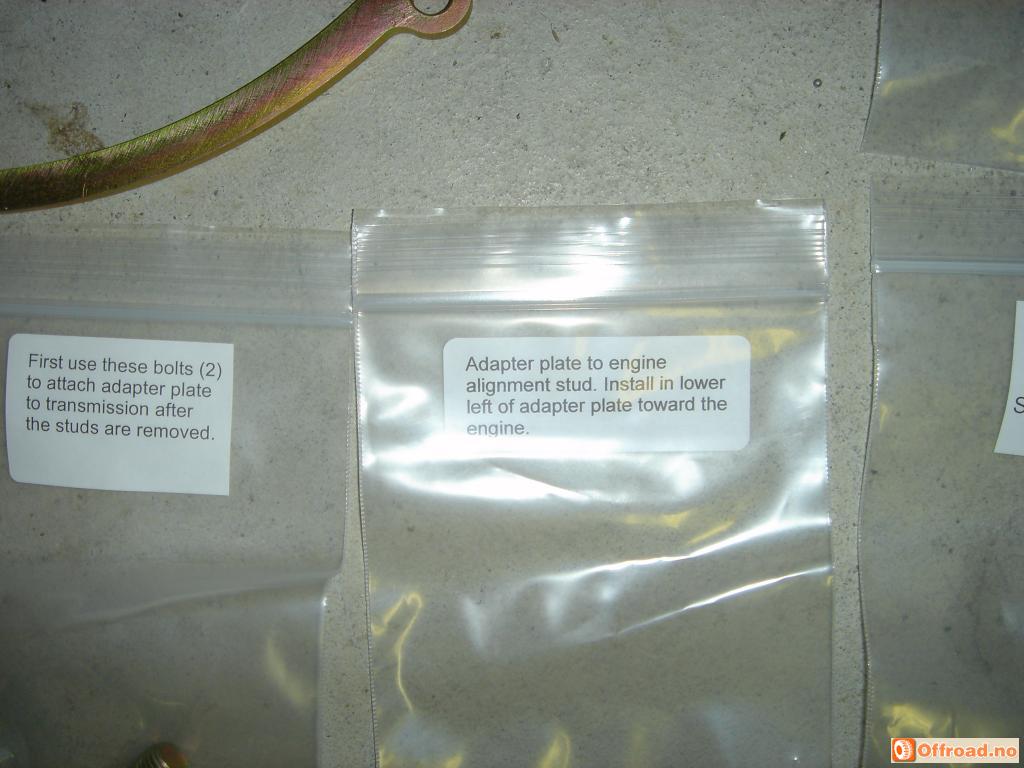 First use these bolts (2)
to attach adapter plate
to transmission after
the studs are removed.
Adapter plate to engine
alignment stud. Install in lower
left of adapter plate toward the
engine.
S
Offroad.no